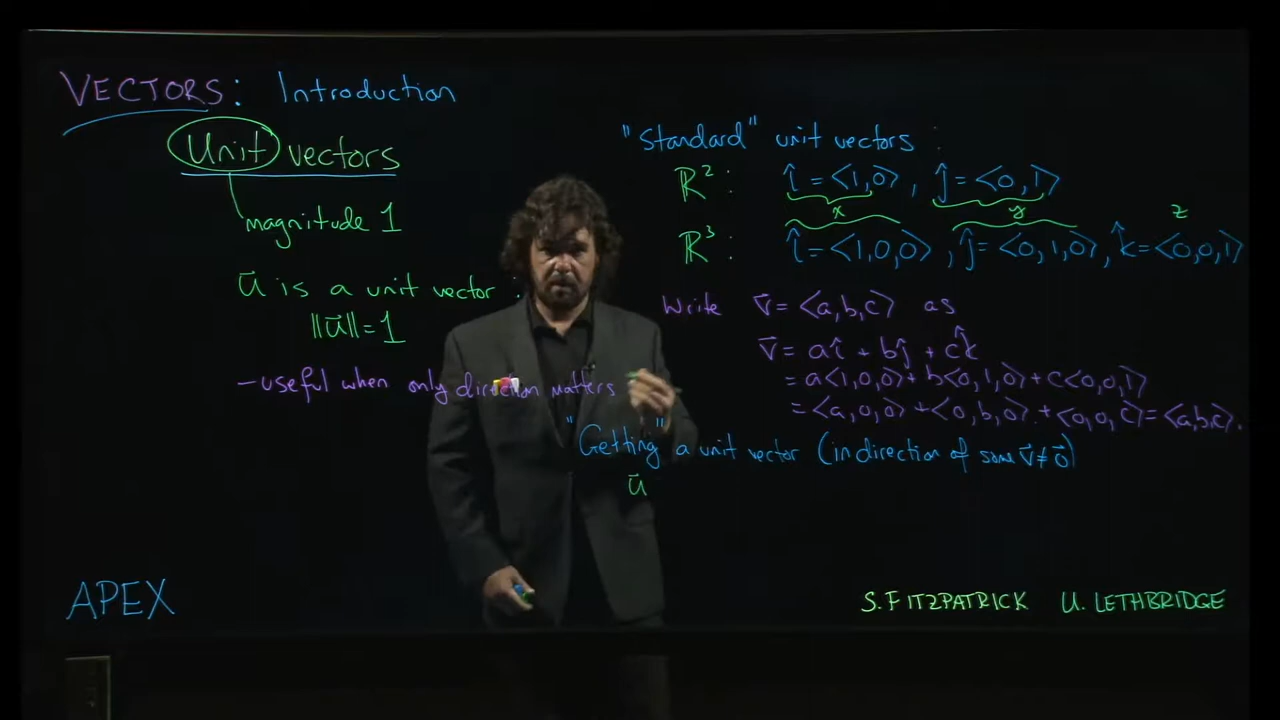 VECTORS: Introduction
Unit vectors
magnitude 1
u⃗ is a unit vector :
‖u⃗‖ = 1
- useful when only direction matters
"Standard" unit vectors :
ℝ² : î = ⟨1,0⟩ , ĵ = ⟨0,1⟩
x y z
ℝ³ : î = ⟨1,0,0⟩ , ĵ = ⟨0,1,0⟩ , k̂ = ⟨0,0,1⟩
Write v⃗ = ⟨a,b,c⟩ as
v⃗ = aî + bĵ + ck̂
= a⟨1,0,0⟩ + b⟨0,1,0⟩ + c⟨0,0,1⟩
= ⟨a,0,0⟩ + ⟨0,b,0⟩ + ⟨0,0,c⟩ = ⟨a,b,c⟩.
"Getting" a unit vector (in direction of some v⃗ ≠ 0⃗)
u⃗
APEX
S. FITZPATRICK U. LETHBRIDGE